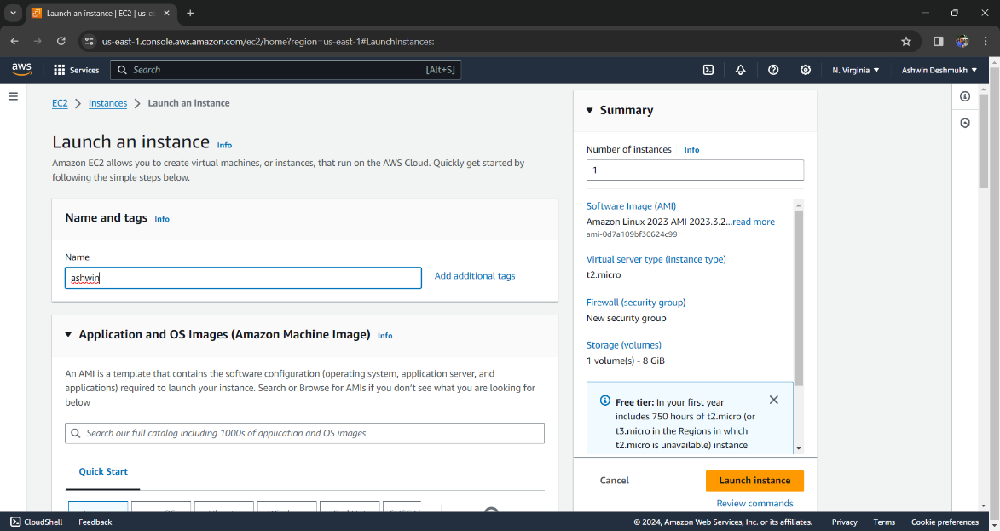 Launch an instance | EC2 | us-ea
us-east-1.console.aws.amazon.com/ec2/home?region=us-east-1#LaunchInstances:
aws
Services
Search
[Alt+S]
N. Virginia
Ashwin Deshmukh
EC2
Instances
Launch an instance
Launch an instance Info
Amazon EC2 allows you to create virtual machines, or instances, that run on the AWS Cloud. Quickly get started by
following the simple steps below.
Name and tags Info
Name
ashwin
Add additional tags
Application and OS Images (Amazon Machine Image) Info
An AMI is a template that contains the software configuration (operating system, application server, and
applications) required to launch your instance. Search or Browse for AMIs if you don't see what you are looking for
below
Search our full catalog including 1000s of application and OS images
Quick Start
Summary
Number of instances Info
1
Software Image (AMI)
Amazon Linux 2023 AMI 2023.3.2...read more
ami-0d7a109bf30624c99
Virtual server type (instance type)
t2.micro
Firewall (security group)
New security group
Storage (volumes)
1 volume(s) - 8 GiB
Free tier: In your first year
includes 750 hours of t2.micro (or
t3.micro in the Regions in which
t2.micro is unavailable) instance
Cancel
Launch instance
Review commands
CloudShell
Feedback
© 2024, Amazon Web Services, Inc. or its affiliates.
Privacy
Terms
Cookie preferences